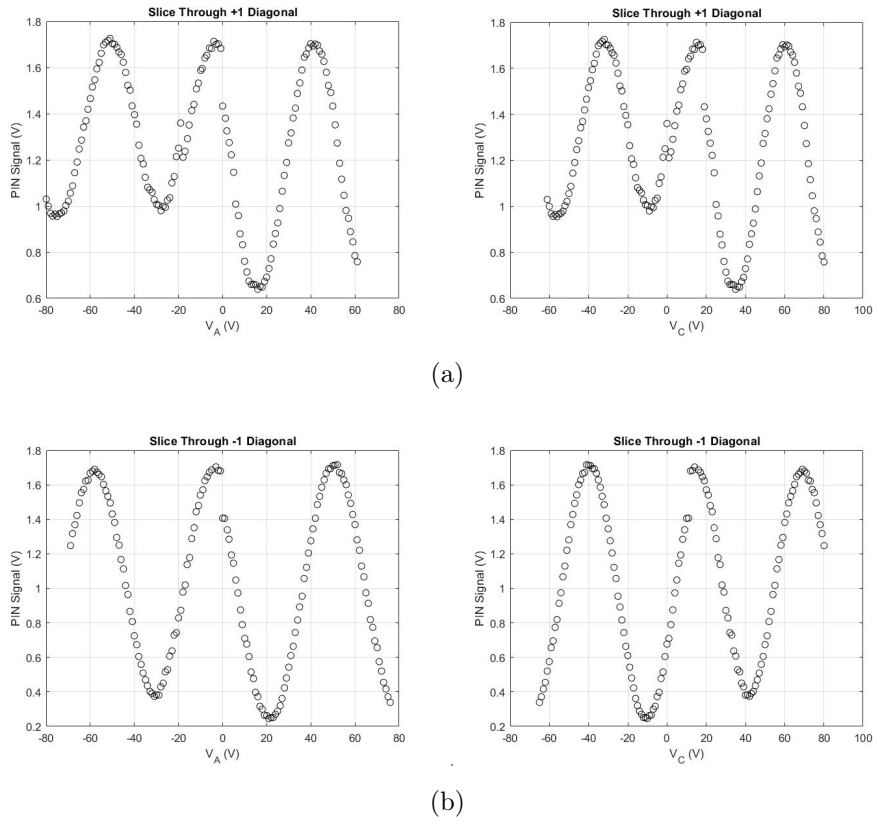 Slice Through +1 Diagonal
1.8
1.6
1.4
1.2
1
0.8
0.6
PIN Signal (V)
-80 -60 -40 -20 0 20 40 60 80
V_A (V)
Slice Through +1 Diagonal
1.8
1.6
1.4
1.2
1
0.8
0.6
PIN Signal (V)
-80 -60 -40 -20 0 20 40 60 80 100
V_C (V)
(a)
Slice Through -1 Diagonal
1.8
1.6
1.4
1.2
1
0.8
0.6
0.4
0.2
PIN Signal (V)
-80 -60 -40 -20 0 20 40 60 80
V_A (V)
Slice Through -1 Diagonal
1.8
1.6
1.4
1.2
1
0.8
0.6
0.4
0.2
PIN Signal (V)
-80 -60 -40 -20 0 20 40 60 80 100
V_C (V)
(b)